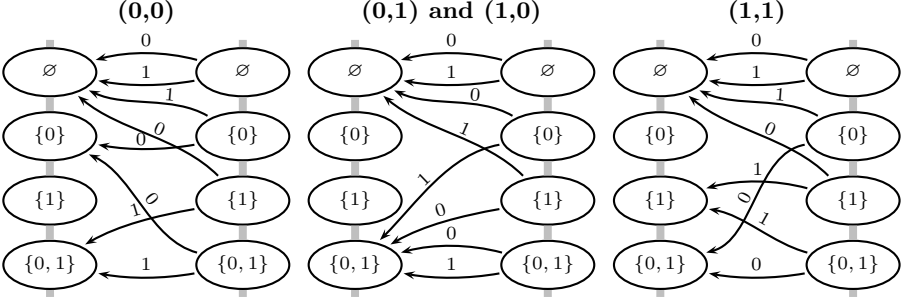 (0,0) (0,1) and (1,0) (1,1)
0 0 0
∅ 1 ∅ ∅ 1 ∅ ∅ 1 ∅
1 0 1
{0} 0 0 {0} {0} 1 {0} {0} 0 {0}
1 1
{1} 0 {1} {1} 0 {1} {1} 0 1 {1}
1 0
{0, 1} 1 {0, 1} {0, 1} 1 {0, 1} {0, 1} 0 {0, 1}